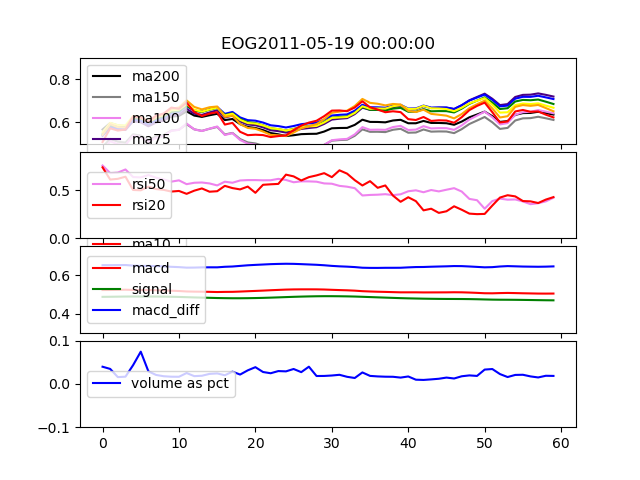 EOG2011-05-19 00:00:00
0.8
0.6
ma200
ma150
ma100
ma75
0.5
0.0
rsi50
rsi20
ma10
0.6
0.4
macd
signal
macd_diff
0.1
0.0
−0.1
volume as pct
0 10 20 30 40 50 60